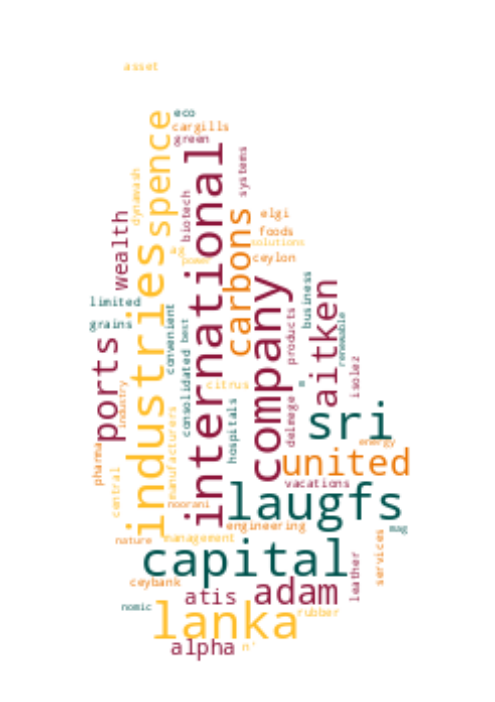 asset
eco
cargills
green
spence
international
systems
dynawash
biotech
wealth
carbons
elgi
foods
solutions
ceylon
ag
power
industries
limited
grains
convenient
consolidated
best
company
business
products
aitken
renewable
isolez
ports
industry
citrus
manufacturers
hospitals
delmege
sri
energy
pharma
central
united
vacations
laugfs
noorani
engineering
mag
nature
management
capital
services
leather
ceybank
atis
adam
nomic
lanka
rubber
alpha
n'